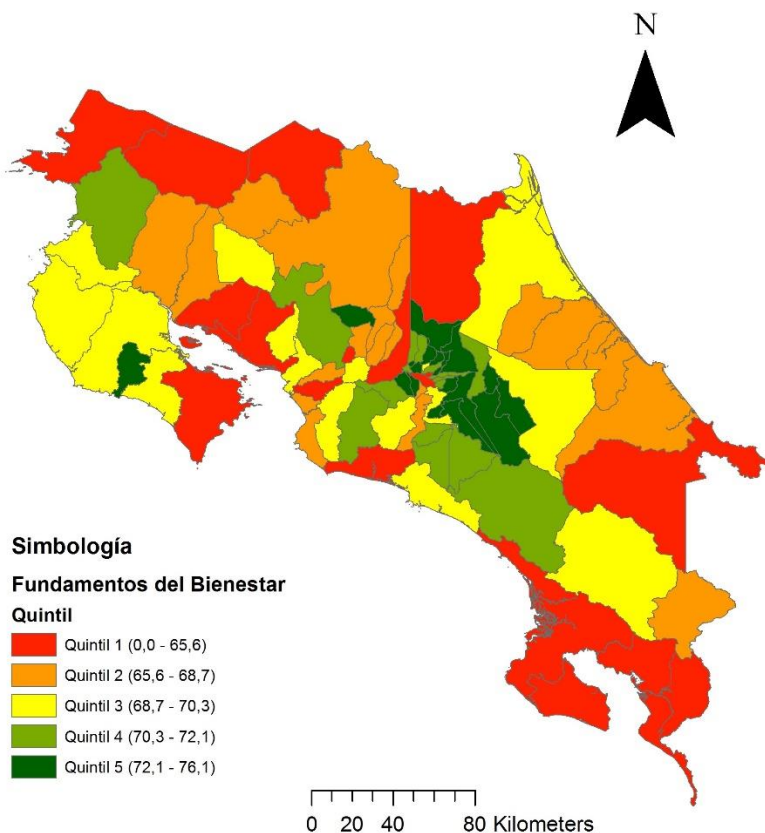 N
Simbología
Fundamentos del Bienestar
Quintil
Quintil 1 (0,0 - 65,6)
Quintil 2 (65,6 - 68,7)
Quintil 3 (68,7 - 70,3)
Quintil 4 (70,3 - 72,1)
Quintil 5 (72,1 - 76,1)
0 20 40 80 Kilometers